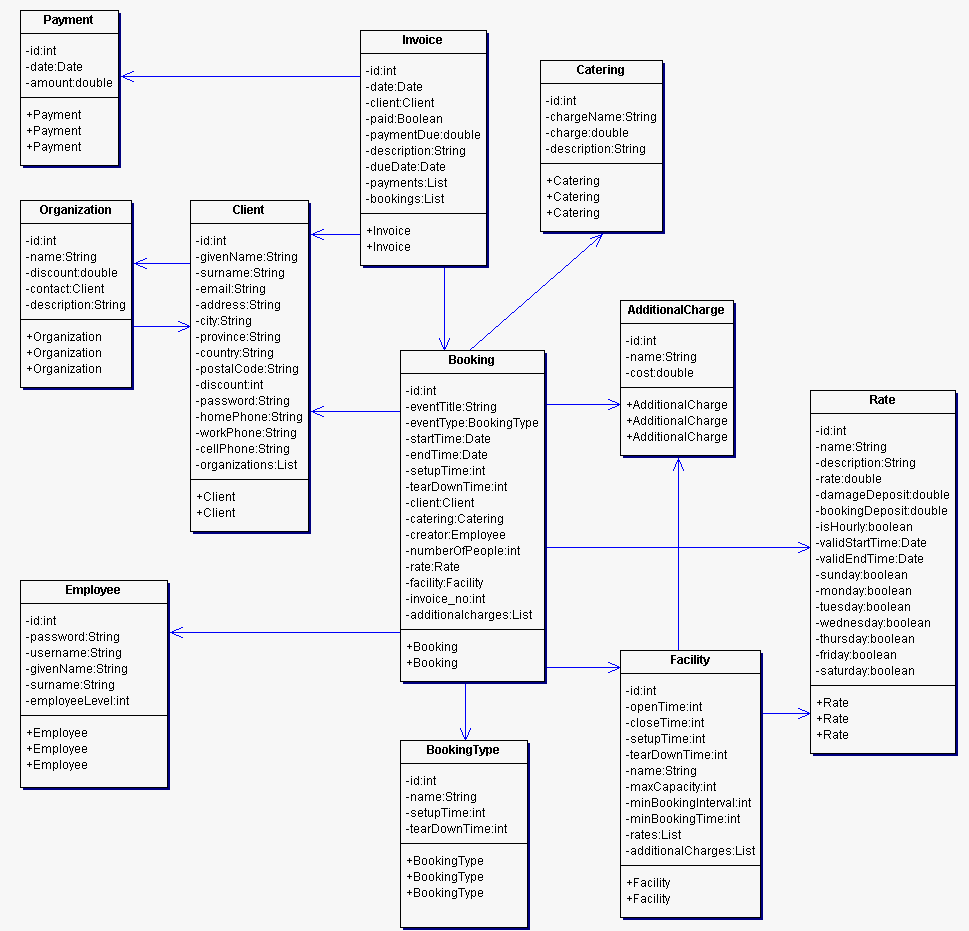 Payment
-id:int
-date:Date
-amount:double
+Payment
+Payment
+Payment
Invoice
-id:int
-date:Date
-client:Client
-paid:Boolean
-paymentDue:double
-description:String
-dueDate:Date
-payments:List
-bookings:List
+Invoice
+Invoice
Catering
-id:int
-chargeName:String
-charge:double
-description:String
+Catering
+Catering
+Catering
Organization
-id:int
-name:String
-discount:double
-contact:Client
-description:String
+Organization
+Organization
+Organization
Client
-id:int
-givenName:String
-surname:String
-email:String
-address:String
-city:String
-province:String
-country:String
-postalCode:String
-discount:int
-password:String
-homePhone:String
-workPhone:String
-cellPhone:String
-organizations:List
+Client
+Client
AdditionalCharge
-id:int
-name:String
-cost:double
+AdditionalCharge
+AdditionalCharge
+AdditionalCharge
Booking
-id:int
-eventTitle:String
-eventType:BookingType
-startTime:Date
-endTime:Date
-setupTime:int
-tearDownTime:int
-client:Client
-catering:Catering
-creator:Employee
-numberOfPeople:int
-rate:Rate
-facility:Facility
-invoice_no:int
-additionalcharges:List
+Booking
+Booking
Rate
-id:int
-name:String
-description:String
-rate:double
-damageDeposit:double
-bookingDeposit:double
-isHourly:boolean
-validStartTime:Date
-validEndTime:Date
-sunday:boolean
-monday:boolean
-tuesday:boolean
-wednesday:boolean
-thursday:boolean
-friday:boolean
-saturday:boolean
+Rate
+Rate
+Rate
Employee
-id:int
-password:String
-username:String
-givenName:String
-surname:String
-employeeLevel:int
+Employee
+Employee
+Employee
Facility
-id:int
-openTime:int
-closeTime:int
-setupTime:int
-tearDownTime:int
-name:String
-maxCapacity:int
-minBookingInterval:int
-minBookingTime:int
-rates:List
-additionalCharges:List
+Facility
+Facility
BookingType
-id:int
-name:String
-setupTime:int
-tearDownTime:int
+BookingType
+BookingType
+BookingType